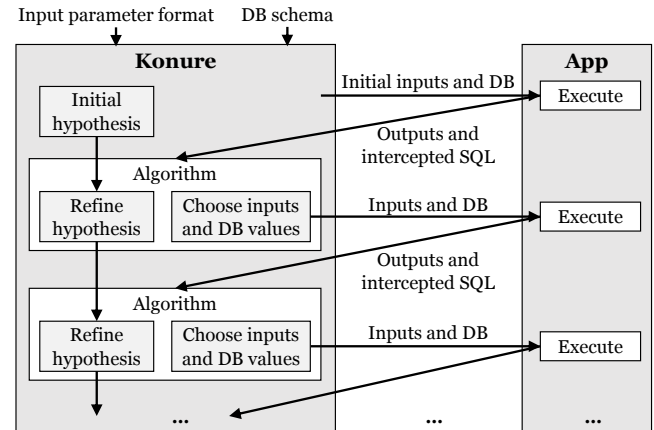 Input parameter format
DB schema
Konure
App
Initial
hypothesis
Initial inputs and DB
Execute
Outputs and
intercepted SQL
Algorithm
Refine
hypothesis
Choose inputs
and DB values
Inputs and DB
Execute
Outputs and
intercepted SQL
Algorithm
Refine
hypothesis
Choose inputs
and DB values
Inputs and DB
Execute
...
...
...